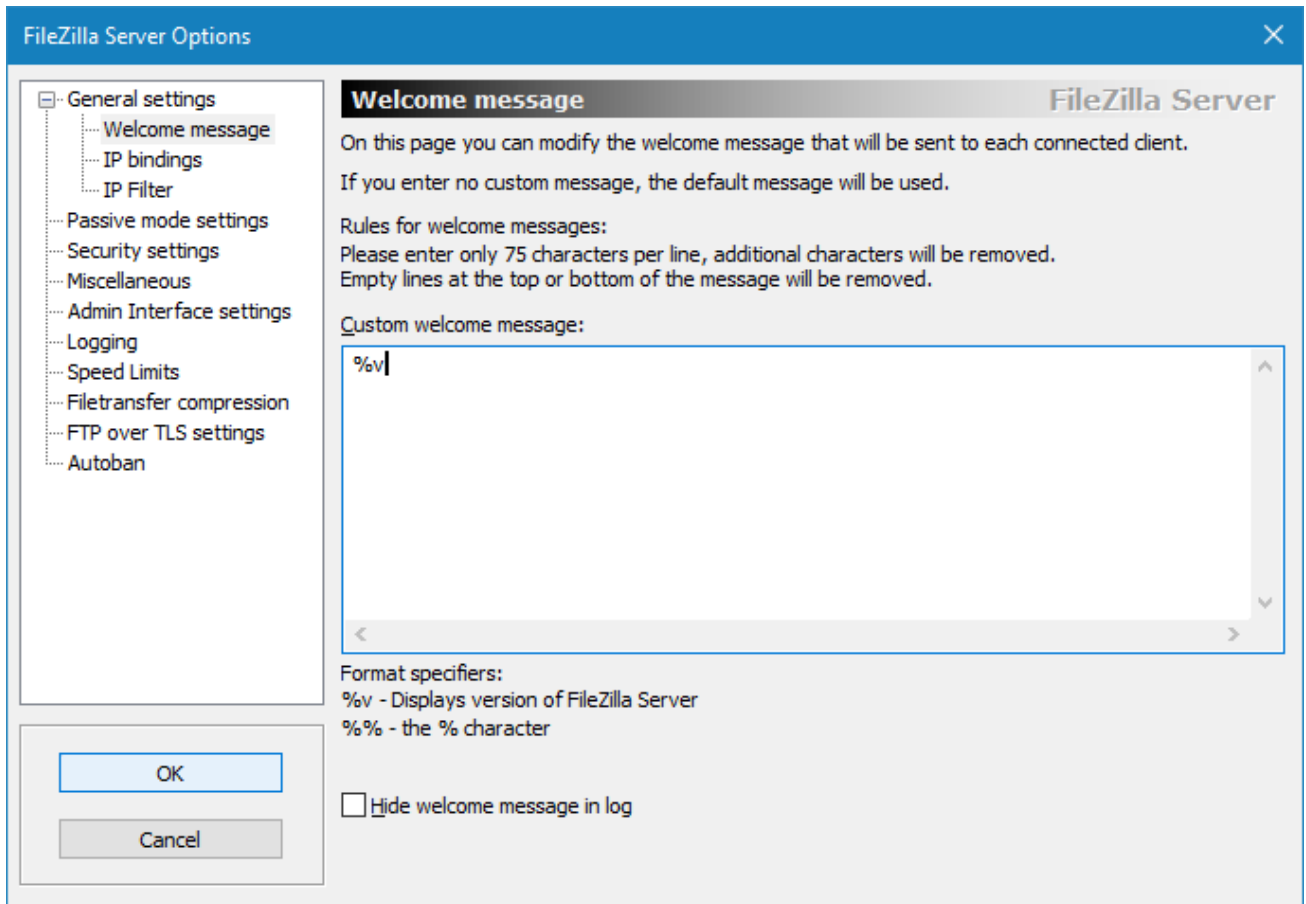 FileZilla Server Options
General settings
Welcome message
IP bindings
IP Filter
Passive mode settings
Security settings
Miscellaneous
Admin Interface settings
Logging
Speed Limits
Filetransfer compression
FTP over TLS settings
Autoban
OK
Cancel
Welcome message
FileZilla Server
On this page you can modify the welcome message that will be sent to each connected client.
If you enter no custom message, the default message will be used.
Rules for welcome messages:
Please enter only 75 characters per line, additional characters will be removed.
Empty lines at the top or bottom of the message will be removed.
Custom welcome message:
%v
Format specifiers:
%v - Displays version of FileZilla Server
%% - the % character
Hide welcome message in log